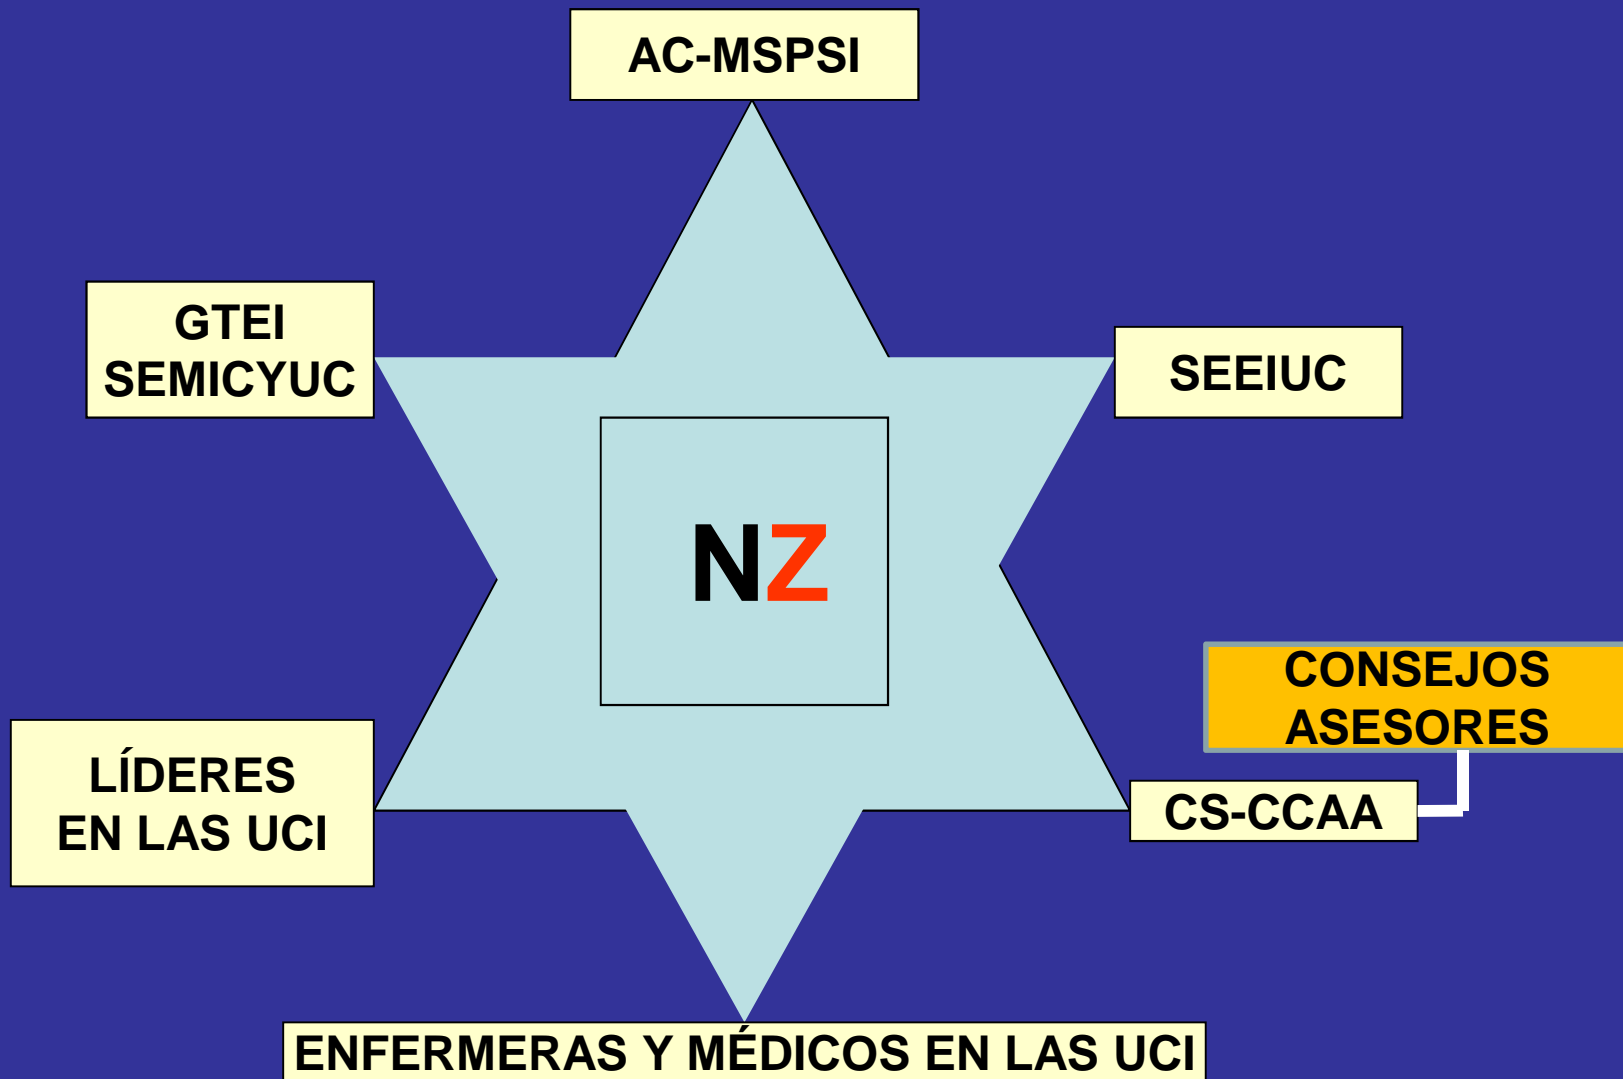 AC-MSPSI
GTEI
SEMICYUC
SEEIUC
NZ
CONSEJOS
ASESORES
LÍDERES
EN LAS UCI
CS-CCAA
ENFERMERAS Y MÉDICOS EN LAS UCI